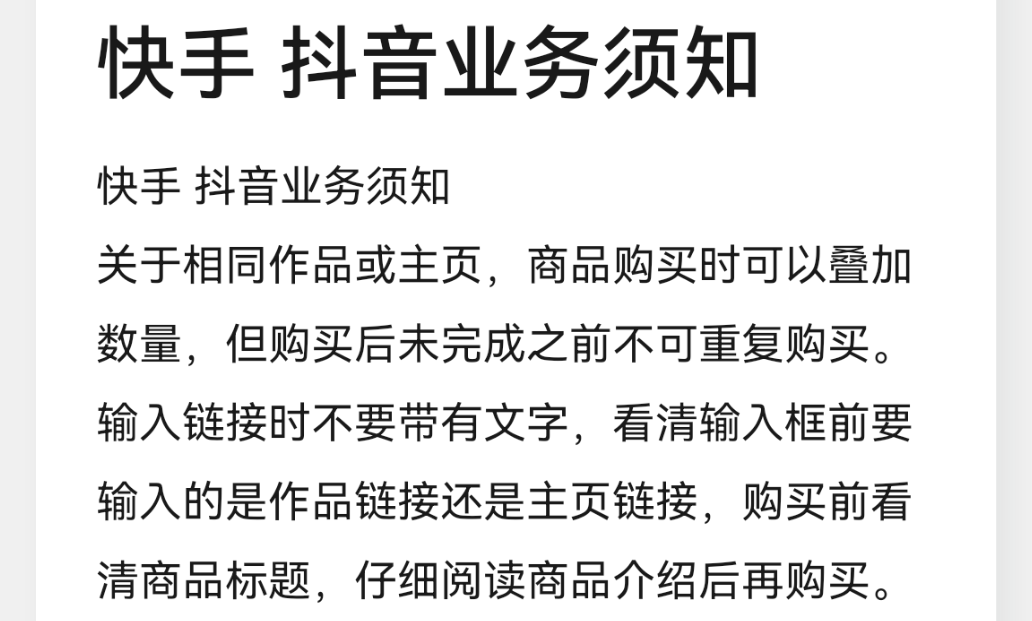 快手 抖音业务须知
快手 抖音业务须知
关于相同作品或主页，商品购买时可以叠加
数量，但购买后未完成之前不可重复购买。
输入链接时不要带有文字，看清输入框前要
输入的是作品链接还是主页链接，购买前看
清商品标题，仔细阅读商品介绍后再购买。